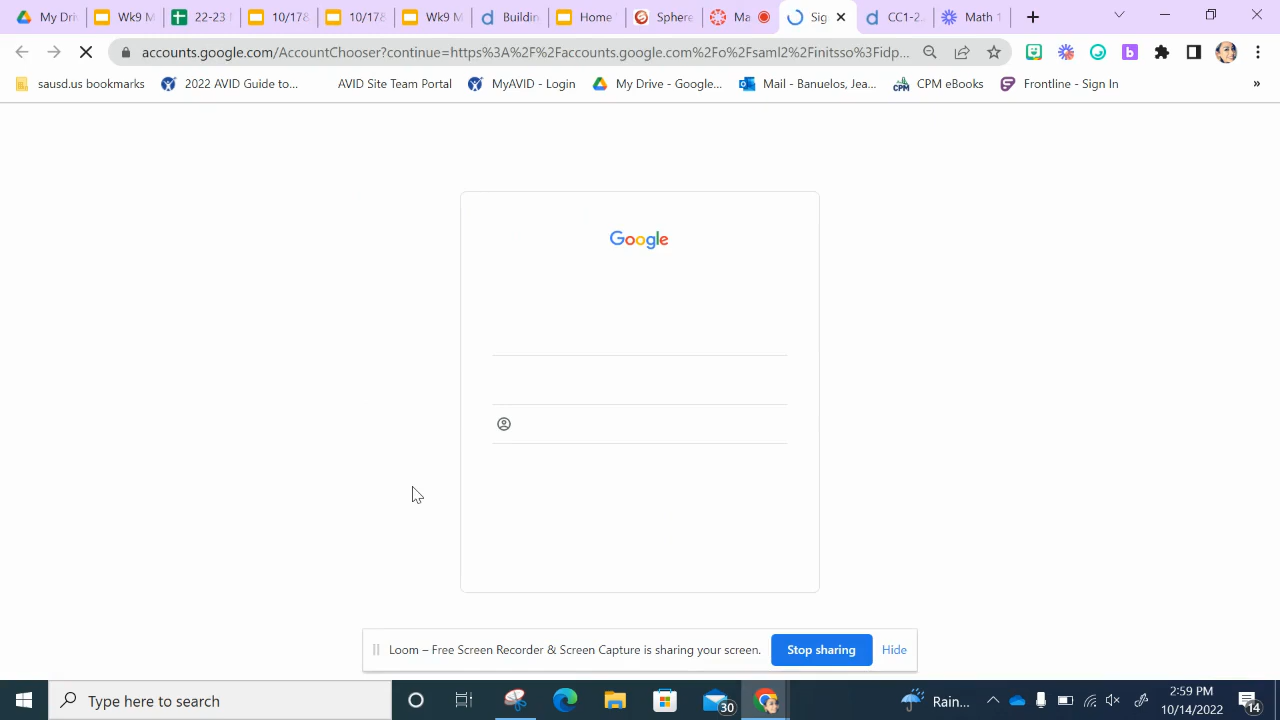 My Dri
Wk9 M
22-23 F
10/17&
10/17&
Wk9 W
Buildin
Home
Sphere
Ma
Sig
CC1-2.
Math 1
accounts.google.com/AccountChooser?continue=https%3A%2F%2Faccounts.google.com%2Fo%2Fsaml2%2Finitsso%3Fidp...
sausd.us bookmarks
2022 AVID Guide to...
AVID Site Team Portal
MyAVID - Login
My Drive - Google...
Mail - Banuelos, Jea...
CPM eBooks
Frontline - Sign In
»
Google
Loom – Free Screen Recorder & Screen Capture is sharing your screen.
Stop sharing
Hide
Type here to search
30
Rain...
2:59 PM
10/14/2022
14